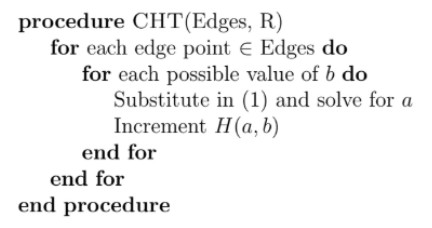 procedure CHT(Edges, R)
for each edge point ∈ Edges do
for each possible value of b do
Substitute in (1) and solve for a
Increment H(a, b)
end for
end for
end procedure